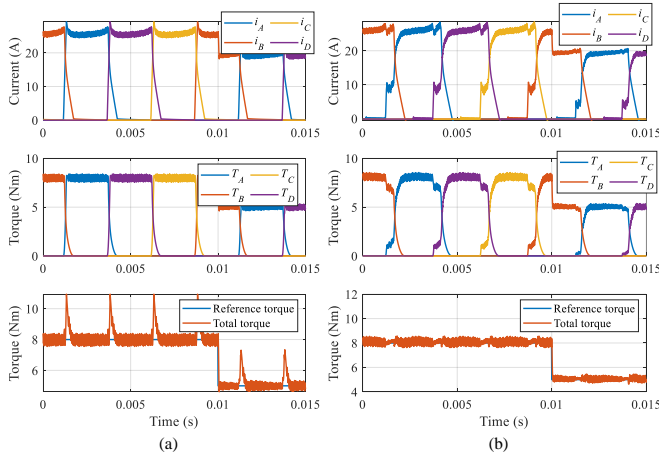 i_A i_C
i_B i_D
Current (A)
20
10
0
0 0.005 0.01 0.015
T_A T_C
T_B T_D
Torque (Nm)
10
5
0
0 0.005 0.01 0.015
Reference torque
Total torque
Torque (Nm)
10
8
6
0 0.005 0.01 0.015
Time (s)
(a)
i_A i_C
i_B i_D
Current (A)
20
10
0
0 0.005 0.01 0.015
T_A T_C
T_B T_D
Torque (Nm)
10
5
0
0 0.005 0.01 0.015
Reference torque
Total torque
Torque (Nm)
12
10
8
6
4
0 0.005 0.01 0.015
Time (s)
(b)